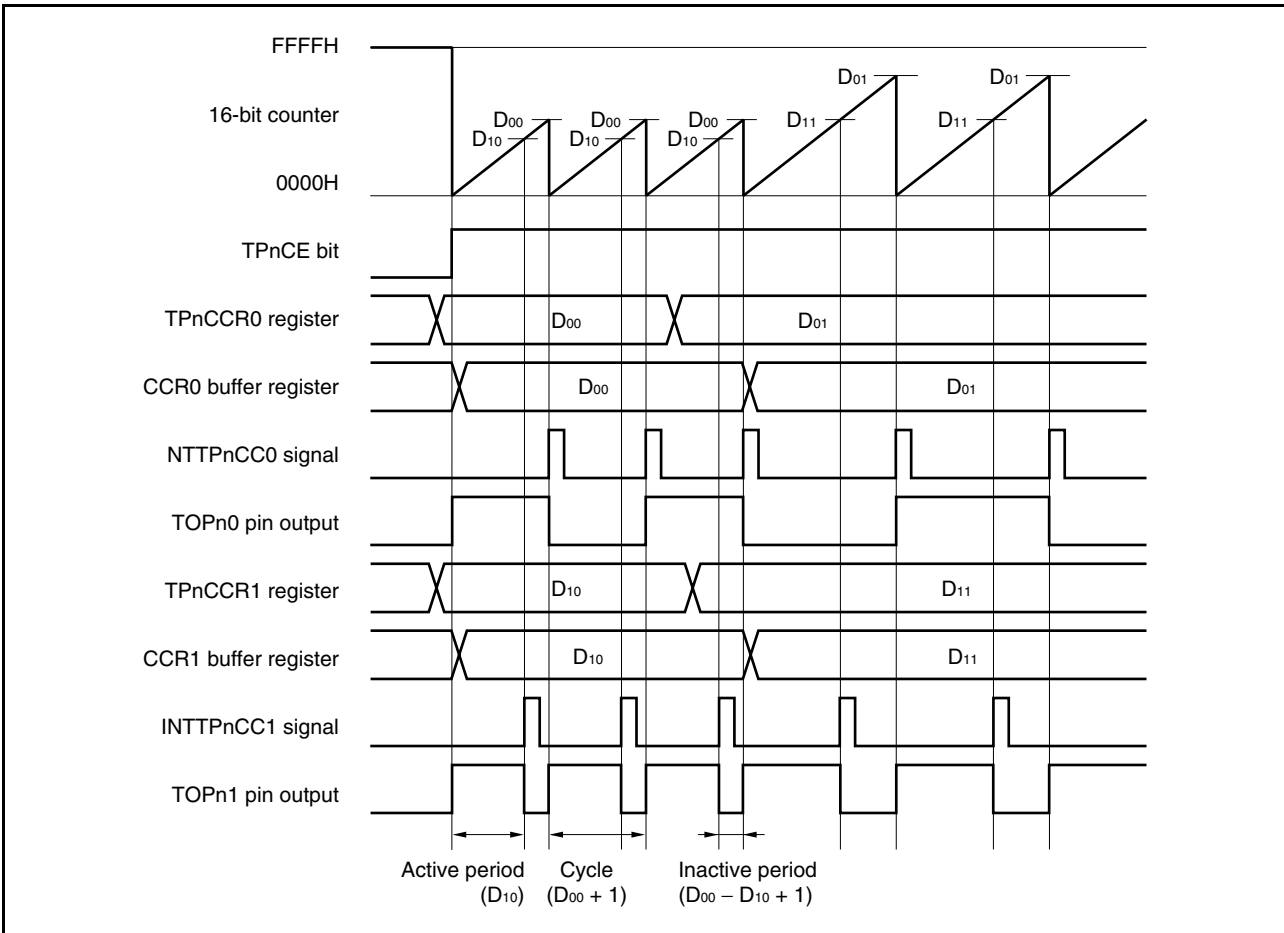 FFFFH
D01 D01
16-bit counter D00 D00 D00 D11 D11
D10 D10 D10
0000H
TPnCE bit
TPnCCR0 register D00 D01
CCR0 buffer register D00 D01
NTTPnCC0 signal
TOPn0 pin output
TPnCCR1 register D10 D11
CCR1 buffer register D10 D11
INTTPnCC1 signal
TOPn1 pin output
Active period Cycle Inactive period
(D10) (D00 + 1) (D00 − D10 + 1)